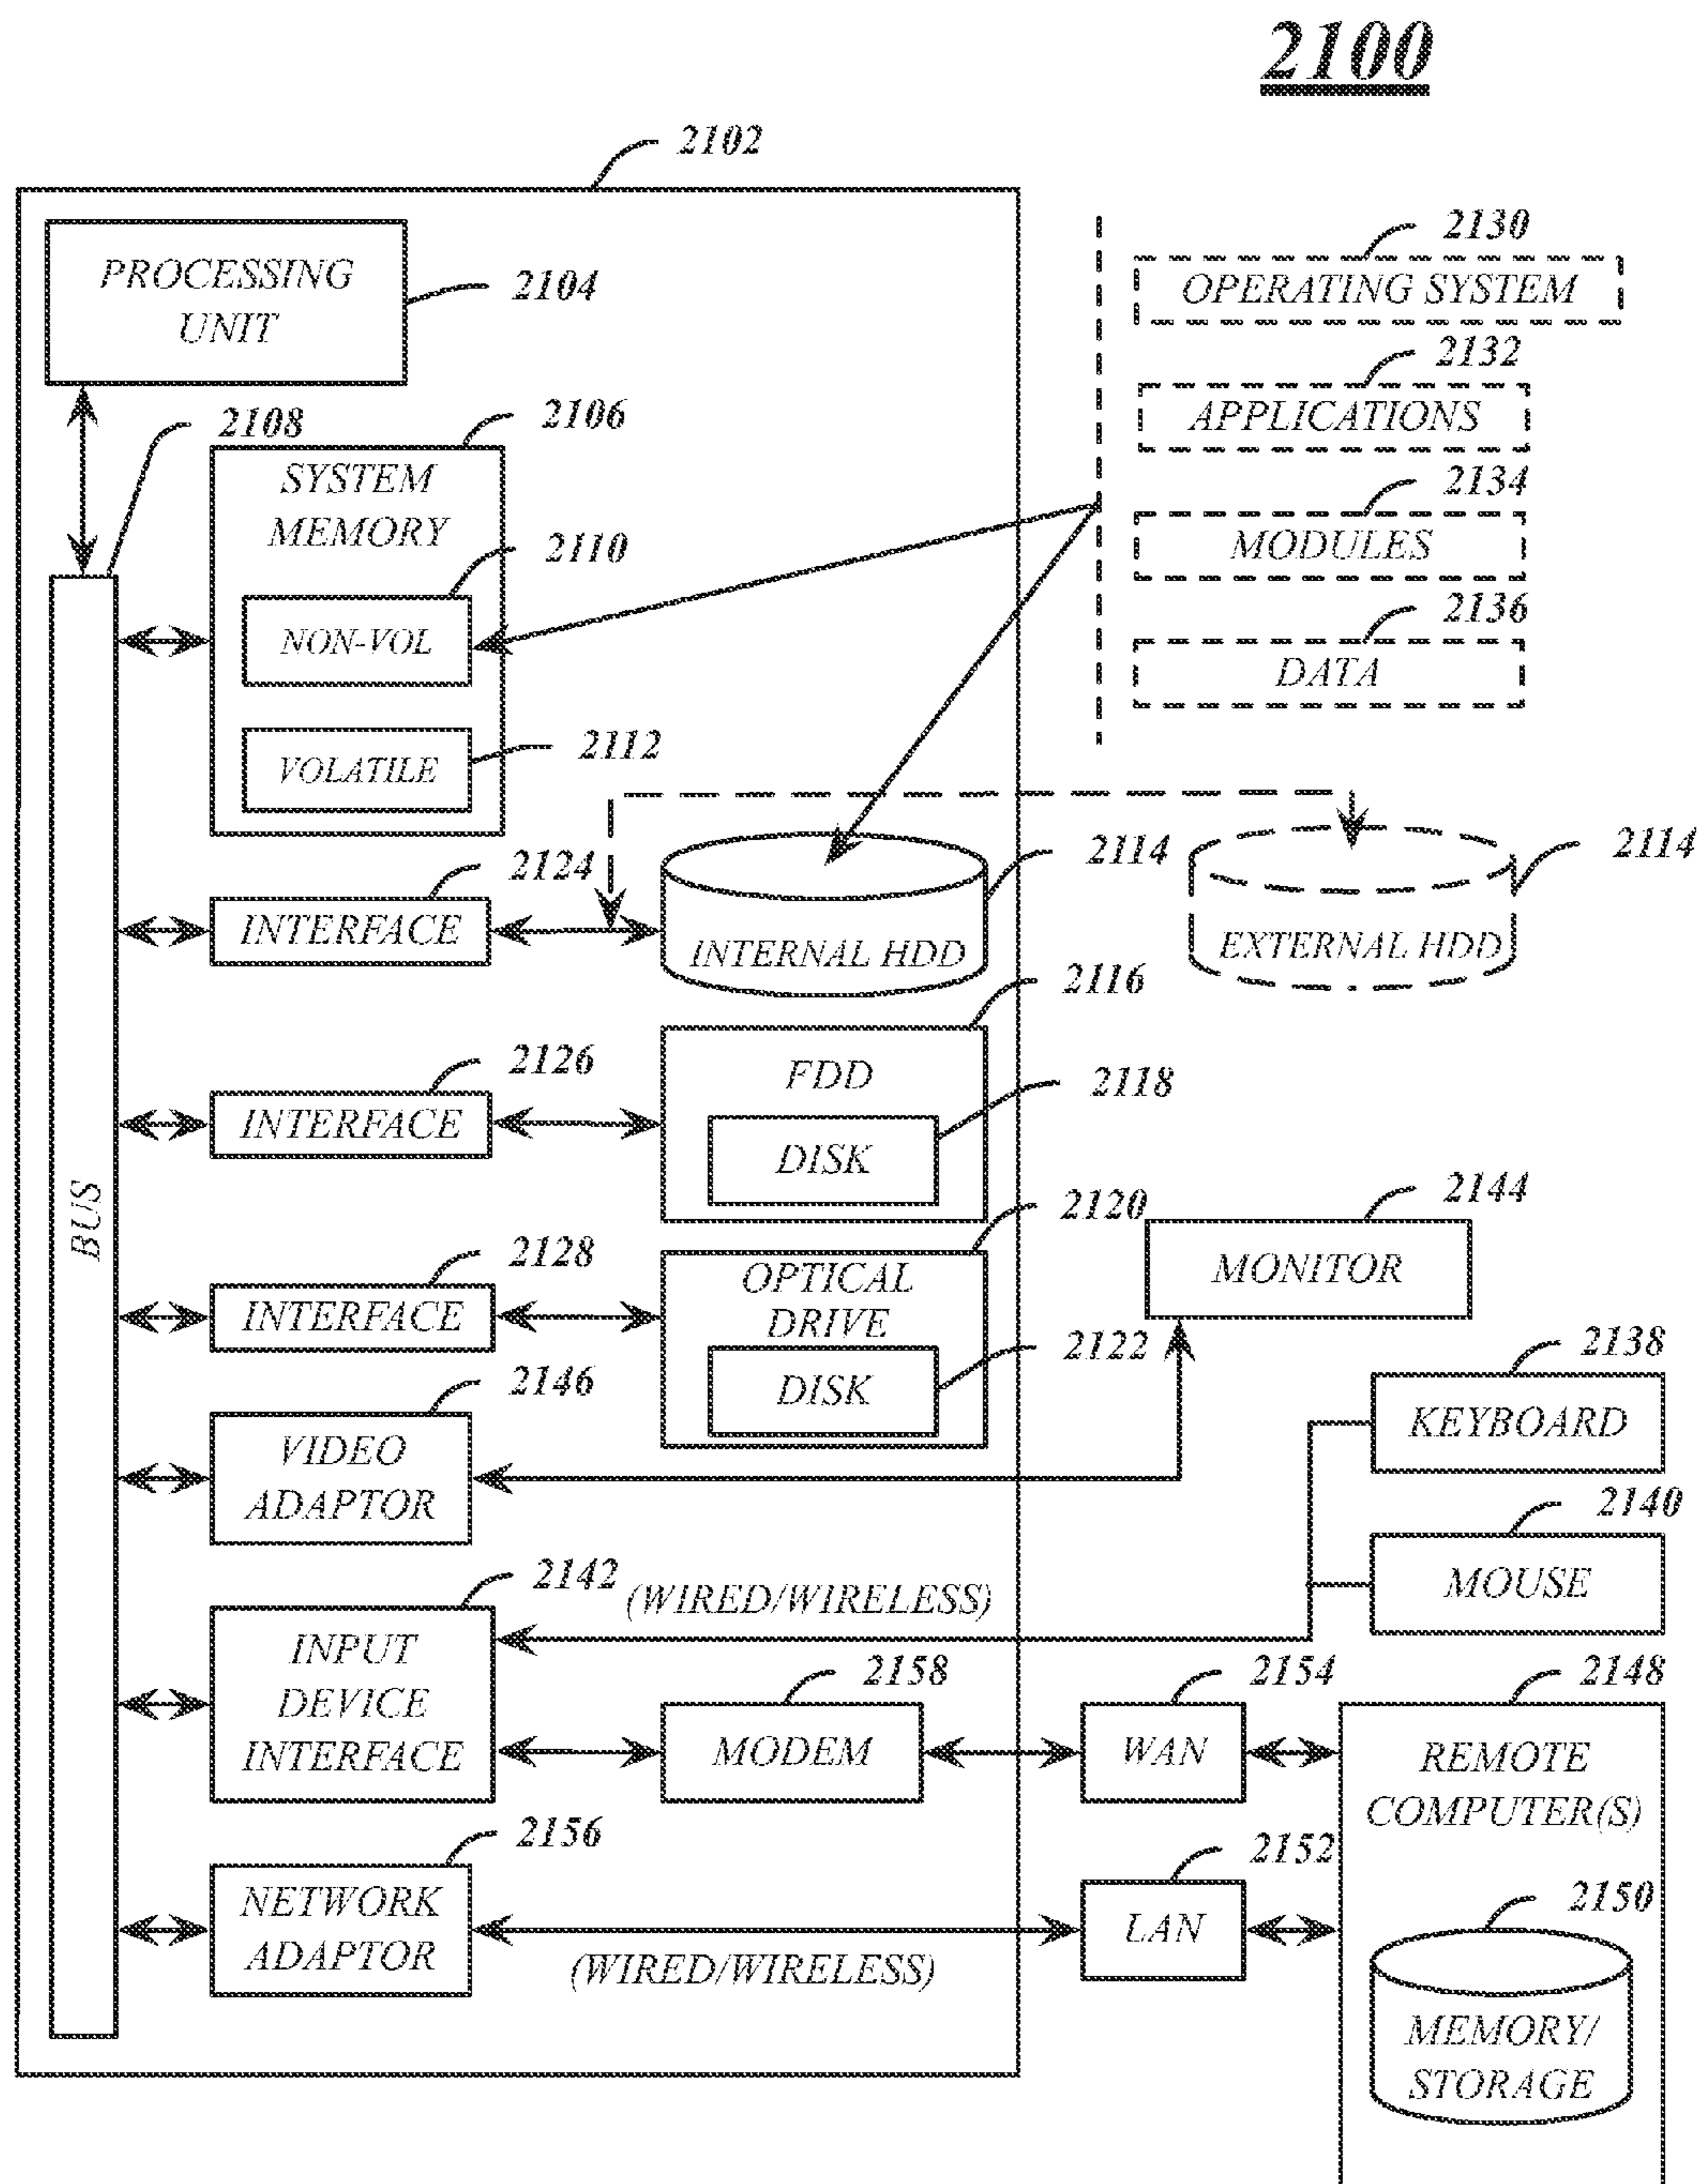 2100
2102
PROCESSING
UNIT
2104
2130
OPERATING SYSTEM
2132
APPLICATIONS
2134
MODULES
2136
DATA
2108
2106
SYSTEM
MEMORY
2110
NON-VOL
2112
VOLATILE
2124
INTERFACE
2114
INTERNAL HDD
2114
EXTERNAL HDD
2116
FDD
2118
DISK
2126
INTERFACE
BUS
2120
OPTICAL
DRIVE
2122
DISK
2128
INTERFACE
2144
MONITOR
2146
VIDEO
ADAPTOR
2138
KEYBOARD
2140
MOUSE
2142
(WIRED/WIRELESS)
INPUT
DEVICE
INTERFACE
2158
MODEM
2154
WAN
2148
REMOTE
COMPUTER(S)
2156
NETWORK
ADAPTOR
(WIRED/WIRELESS)
2152
LAN
2150
MEMORY/
STORAGE